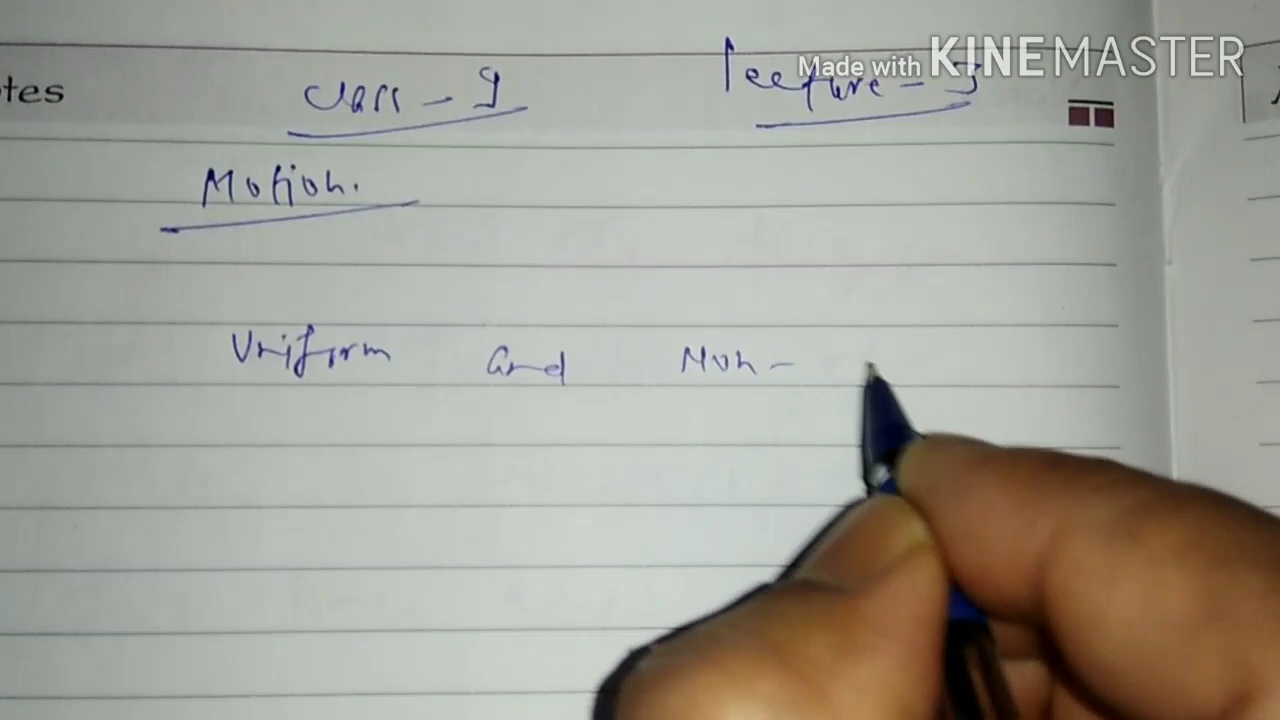 tes Class - 9 Lecture - 3
Made with KINEMASTER
Motion.
Uniform and Non -